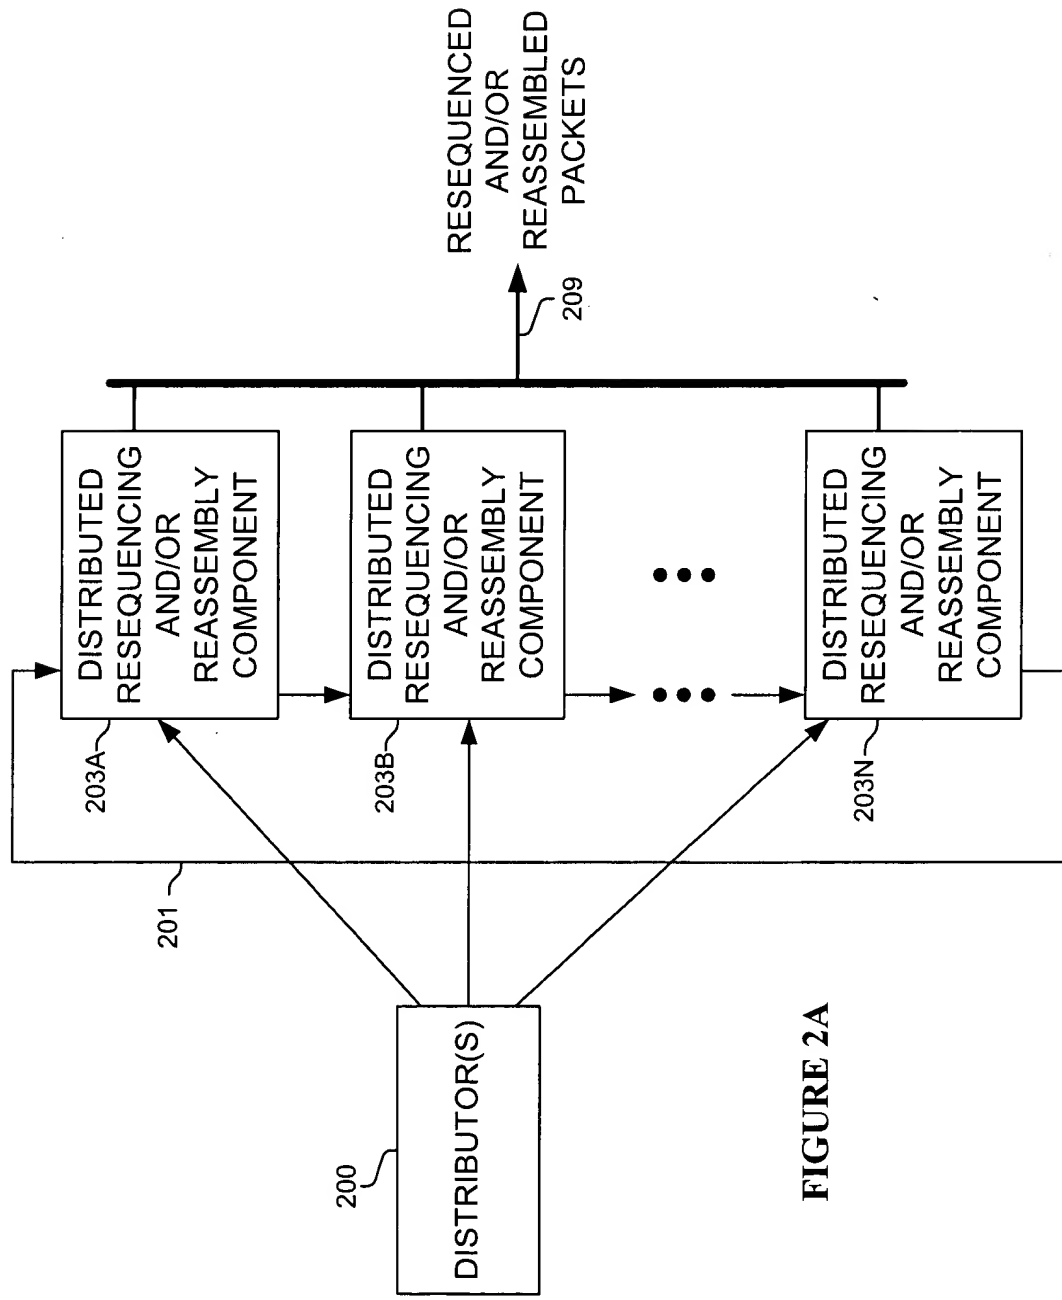 DISTRIBUTOR(S)
200
201
203A
DISTRIBUTED
RESEQUENCING
AND/OR
REASSEMBLY
COMPONENT
203B
DISTRIBUTED
RESEQUENCING
AND/OR
REASSEMBLY
COMPONENT
203N
DISTRIBUTED
RESEQUENCING
AND/OR
REASSEMBLY
COMPONENT
209
RESEQUENCED
AND/OR
REASSEMBLED
PACKETS
FIGURE 2A